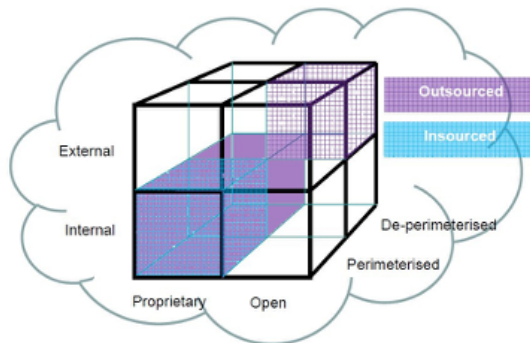 Outsourced
Insourced
External
Internal
De-perimeterised
Perimeterised
Proprietary Open